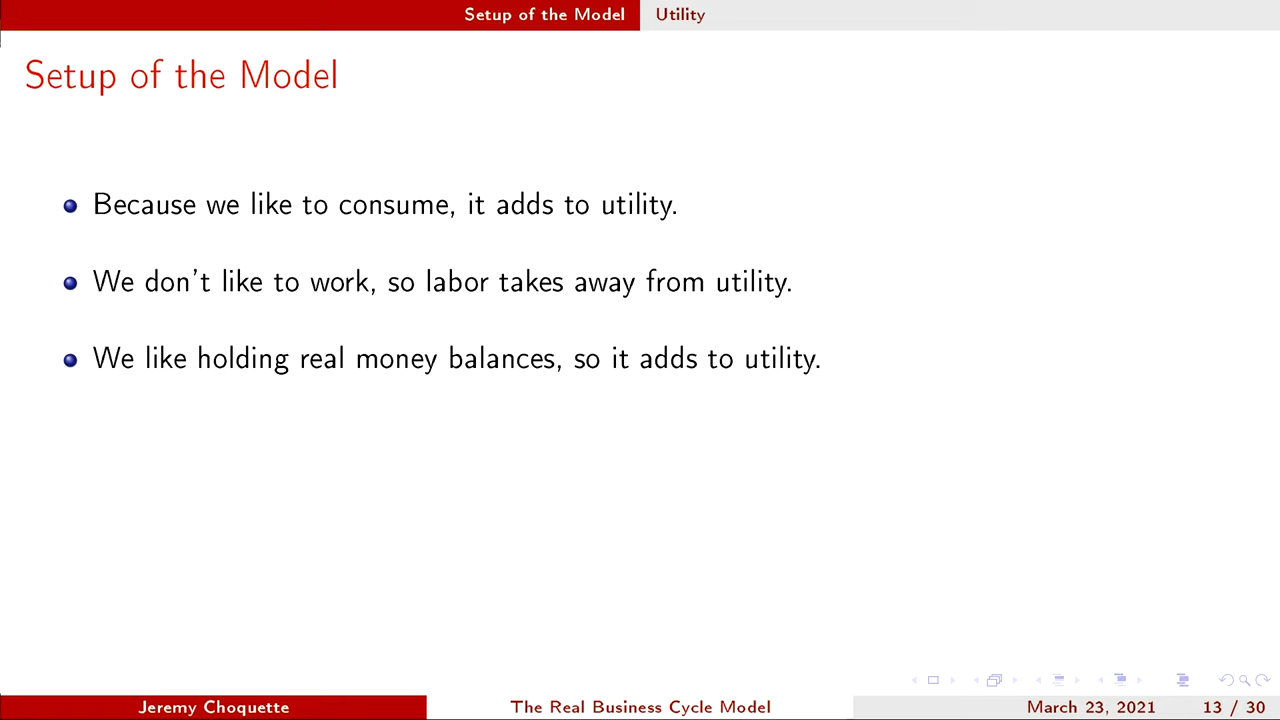 Setup of the Model Utility
Setup of the Model
Because we like to consume, it adds to utility.
We don't like to work, so labor takes away from utility.
We like holding real money balances, so it adds to utility.
Jeremy Choquette The Real Business Cycle Model March 23, 2021 13 / 30